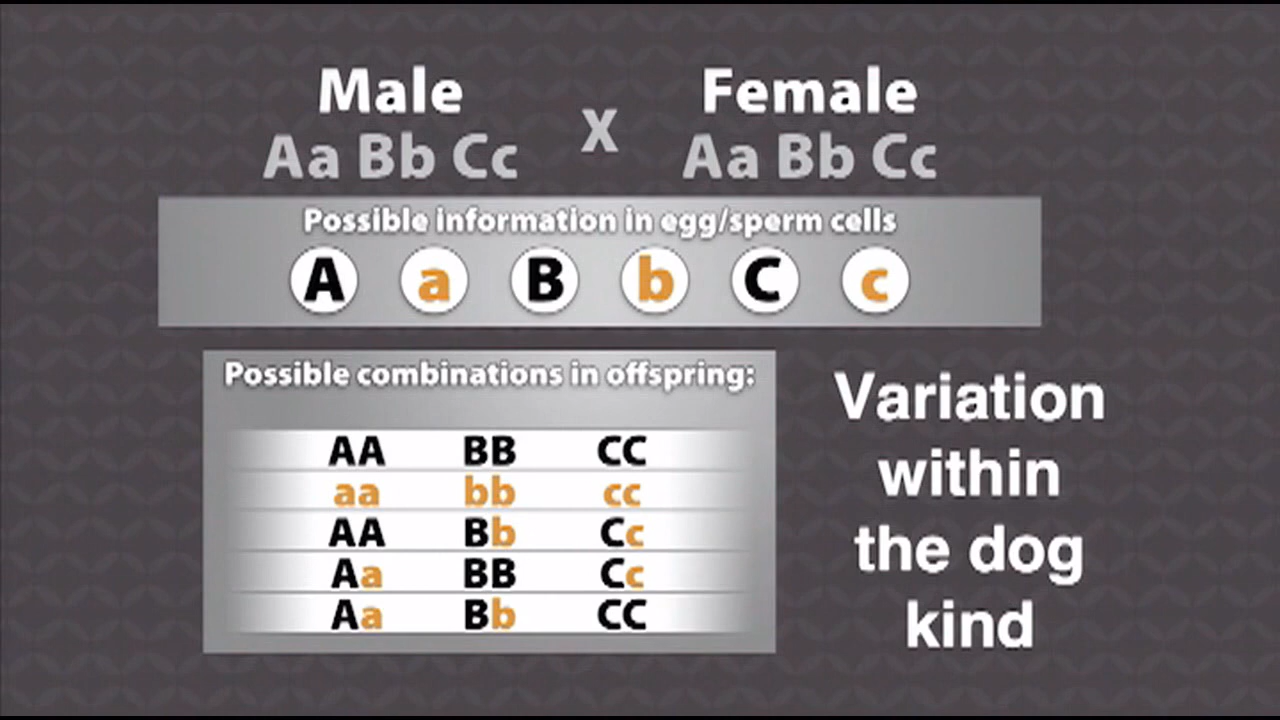 Male X Female
Aa Bb Cc Aa Bb Cc
Possible information in egg/sperm cells
A a B b C c
Possible combinations in offspring:
AA BB CC
aa bb cc
AA Bb Cc
Aa BB Cc
Aa Bb CC
Variation
within
the dog
kind